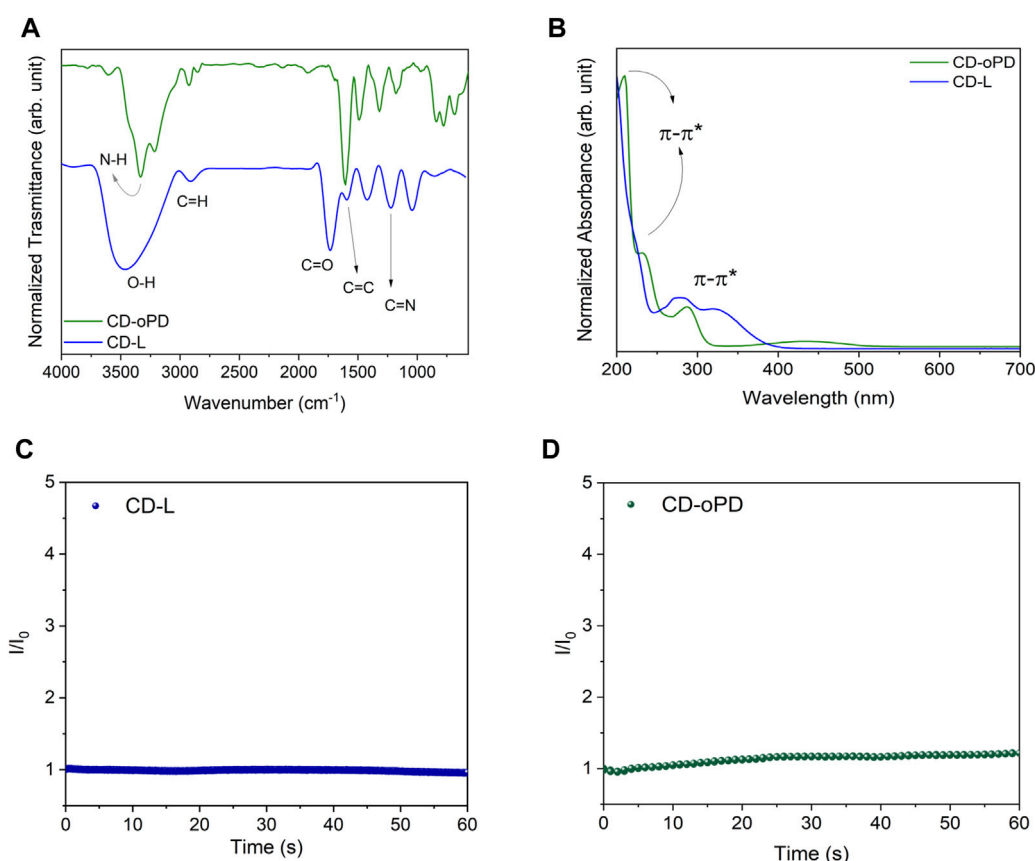 A
Normalized Trasmittance (arb. unit)
N-H
C=H
O-H
C=O
C=C
C=N
CD-oPD
CD-L
4000 3500 3000 2000 1500 1000
Wavenumber (cm⁻¹)
B
Normalized Absorbance (arb. unit)
CD-oPD
CD-L
π-π*
π-π*
200 300 400 500 600 700
Wavelength (nm)
C
I/I₀
CD-L
5
4
3
2
1
0 10 20 30 40 50 60
Time (s)
D
I/I₀
CD-oPD
5
4
3
2
1
0 10 20 30 40 50 60
Time (s)